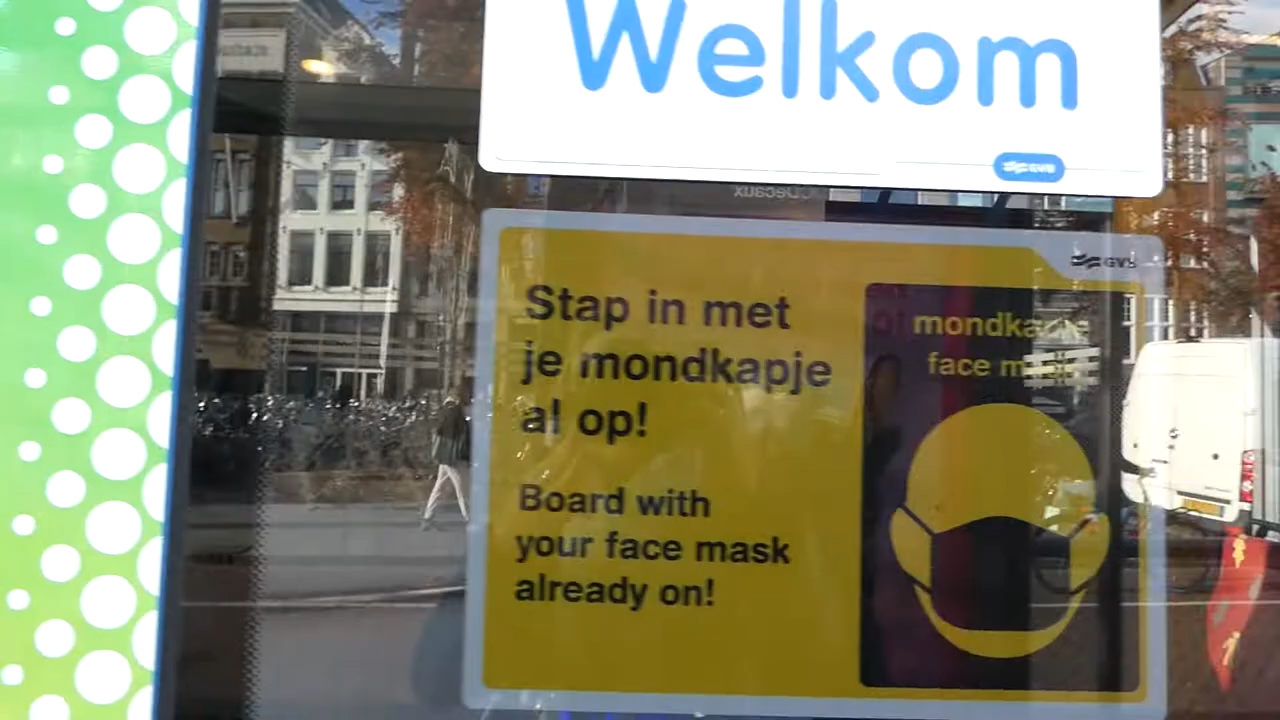 Welkom
GVB
CDecaux
GVB
Stap in met
je mondkapje
al op!
Board with
your face mask
already on!
mondkapje
face mask